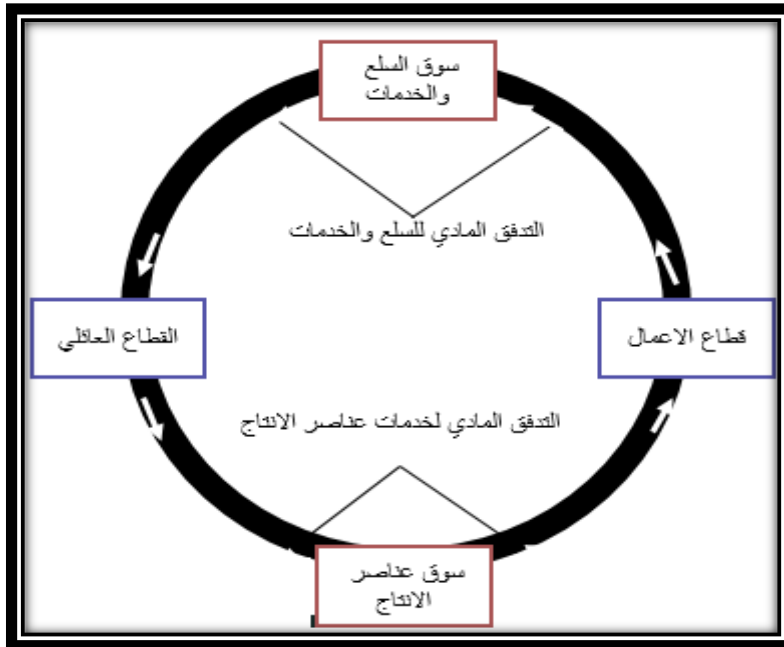 سوق السلع
والخدمات
التدفق المادي للسلع والخدمات
قطاع الاعمال
القطاع العائلي
التدفق المادي لخدمات عناصر الانتاج
سوق عناصر
الانتاج